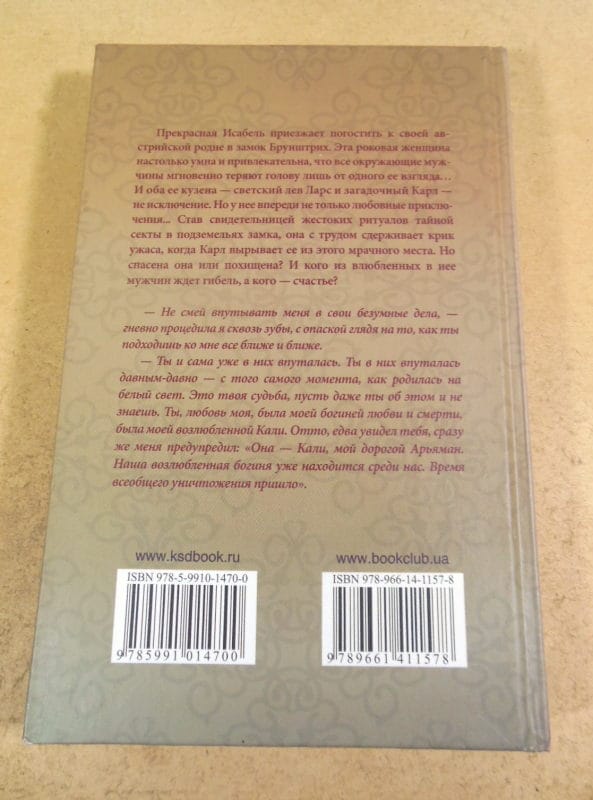 Прекрасная Исабель приезжает погостить к своей ав-
стрийской родне в замок Брунштрих. Эта роковая женщина
настолько умна и привлекательна, что все окружающие муж-
чины мгновенно теряют голову лишь от одного ее взгляда…
И оба ее кузена — светский лев Ларс и загадочный Карл —
не исключение. Но у нее впереди не только любовные приклю-
чения... Став свидетельницей жестоких ритуалов тайной
секты в подземельях замка, она с трудом сдерживает крик
ужаса, когда Карл вырывает ее из этого мрачного места. Но
спасена она или похищена? И кого из влюбленных в нее
мужчин ждет гибель, а кого — счастье?
— Не смей впутывать меня в свои безумные дела, —
гневно процедила я сквозь зубы, с опаской глядя на то, как ты
подходишь ко мне все ближе и ближе.
— Ты и сама уже в них впуталась. Ты в них впуталась
давным-давно — с того самого момента, как родилась на
белый свет. Это твоя судьба, пусть даже ты об этом и не
знаешь. Ты, любовь моя, была моей богиней любви и смерти,
была моей возлюбленной Кали. Отто, едва увидел тебя, сразу
же меня предупредил: «Она — Кали, мой дорогой Арьяман.
Наша возлюбленная богиня уже находится среди нас. Время
всеобщего уничтожения пришло».
www.ksdbook.ru
www.bookclub.ua
ISBN 978-5-9910-1470-0
ISBN 978-966-14-1157-8
9 785991 014700
9 789661 411578